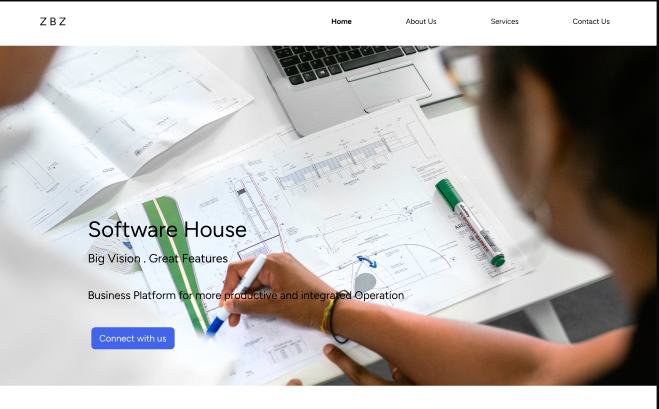 Z B Z
Home About Us Services Contact Us
Software House
Big Vision . Great Features
Business Platform for more productive and integrated Operation
Connect with us